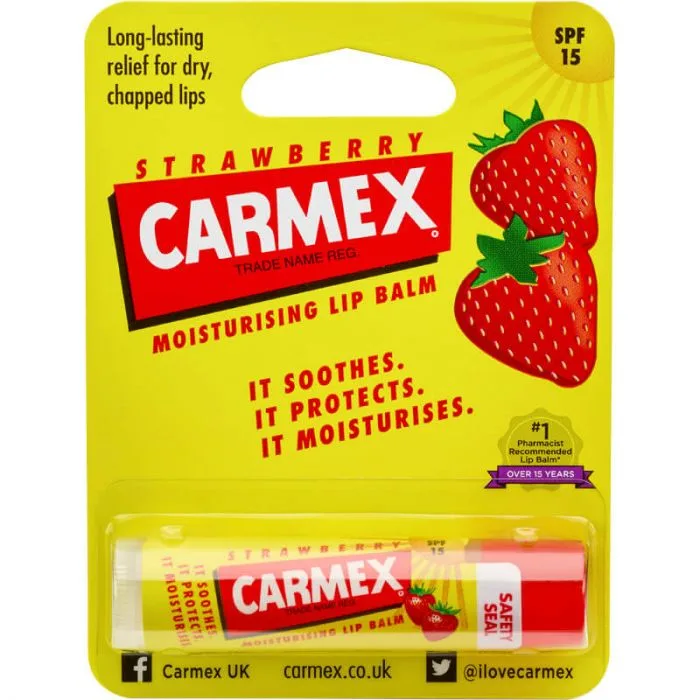 Long-lasting
relief for dry,
chapped lips
SPF
15
STRAWBERRY
CARMEX®
TRADE NAME REG.
MOISTURISING LIP BALM
IT SOOTHES.
IT PROTECTS.
IT MOISTURISES.
#1
Pharmacist
Recommended
Lip Balm*
OVER 15 YEARS
IT SOOTHES.
IT PROTECTS.
IT MOISTURISES
STRAWBERRY
CARMEX
TRADE NAME REG.
MOISTURISING LIP BALM
SPF
15
SAFETY
SEAL
Carmex UK
carmex.co.uk
@ilovecarmex